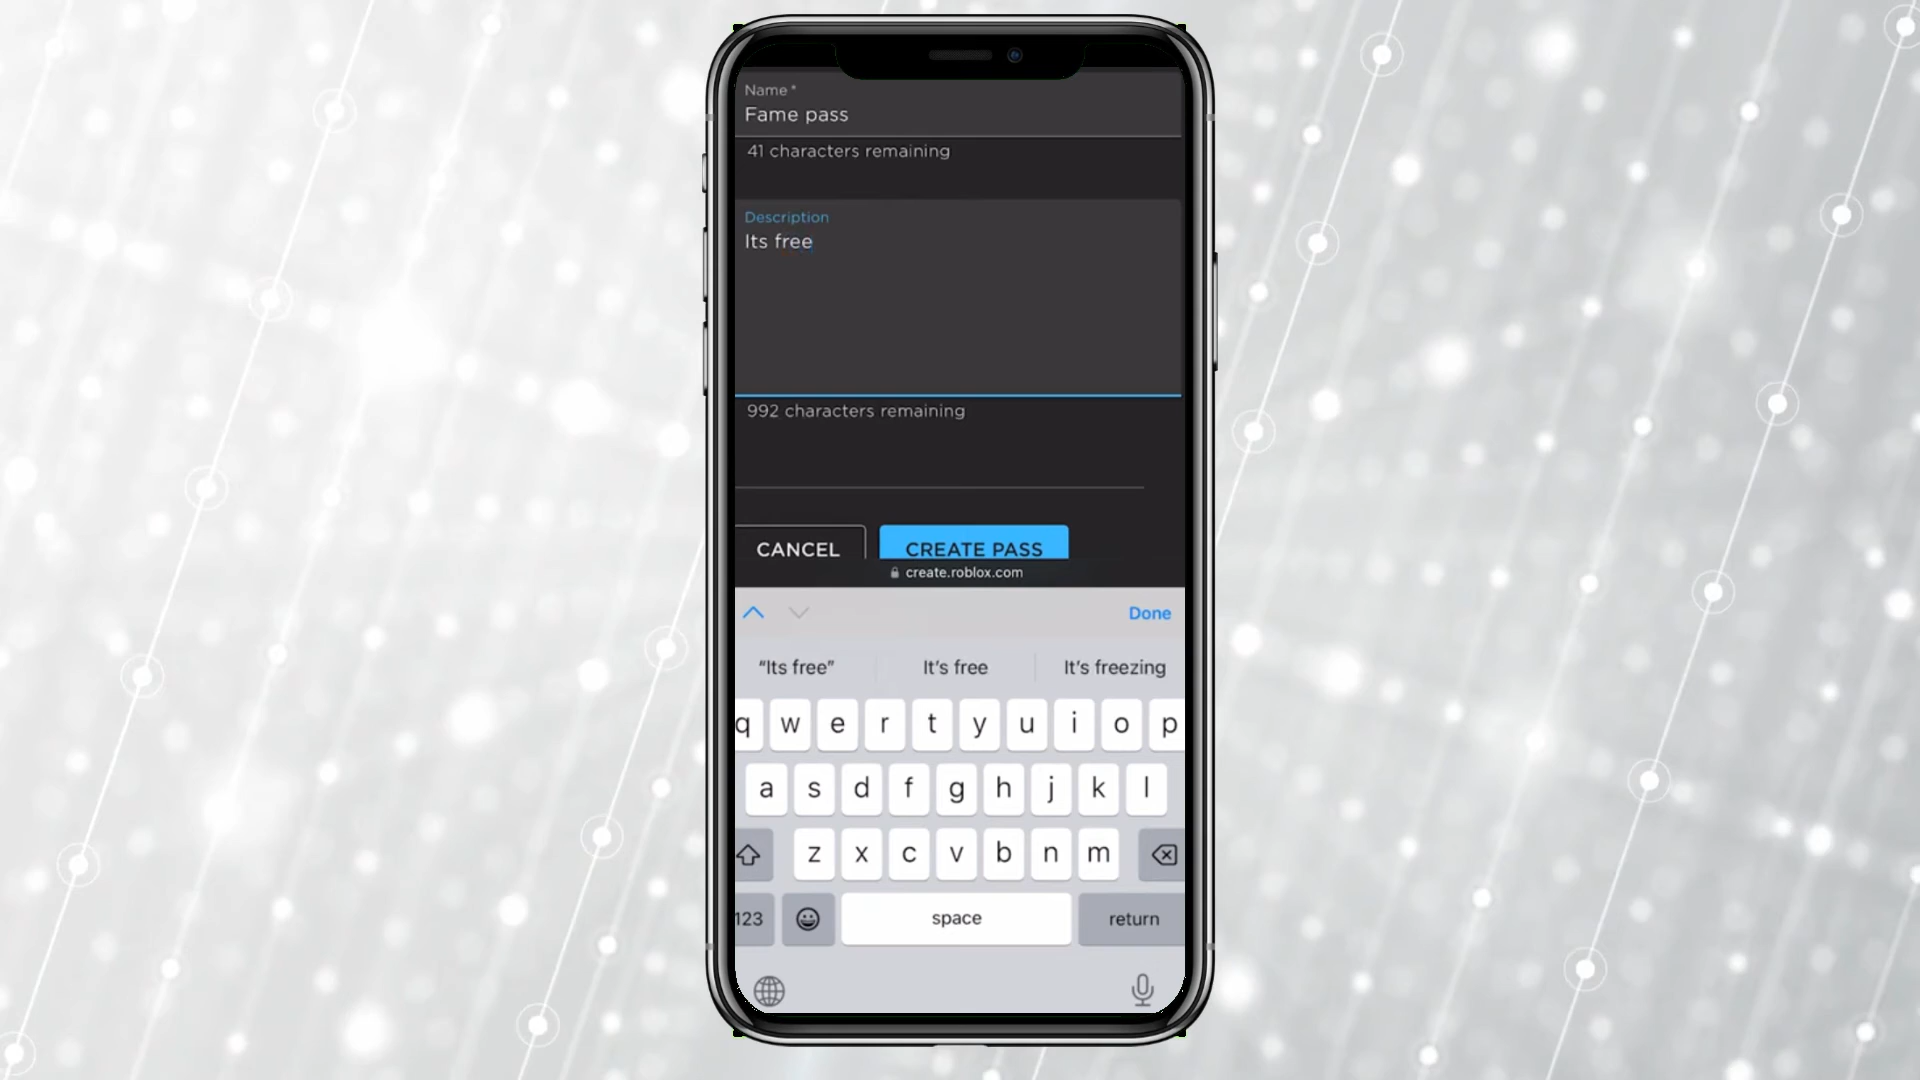 Name *
Fame pass
41 characters remaining
Description
Its free
992 characters remaining
CANCEL
CREATE PASS
create.roblox.com
Done
“Its free”
It’s free
It’s freezing
q w e r t y u i o p
a s d f g h j k l
z x c v b n m
123
space
return